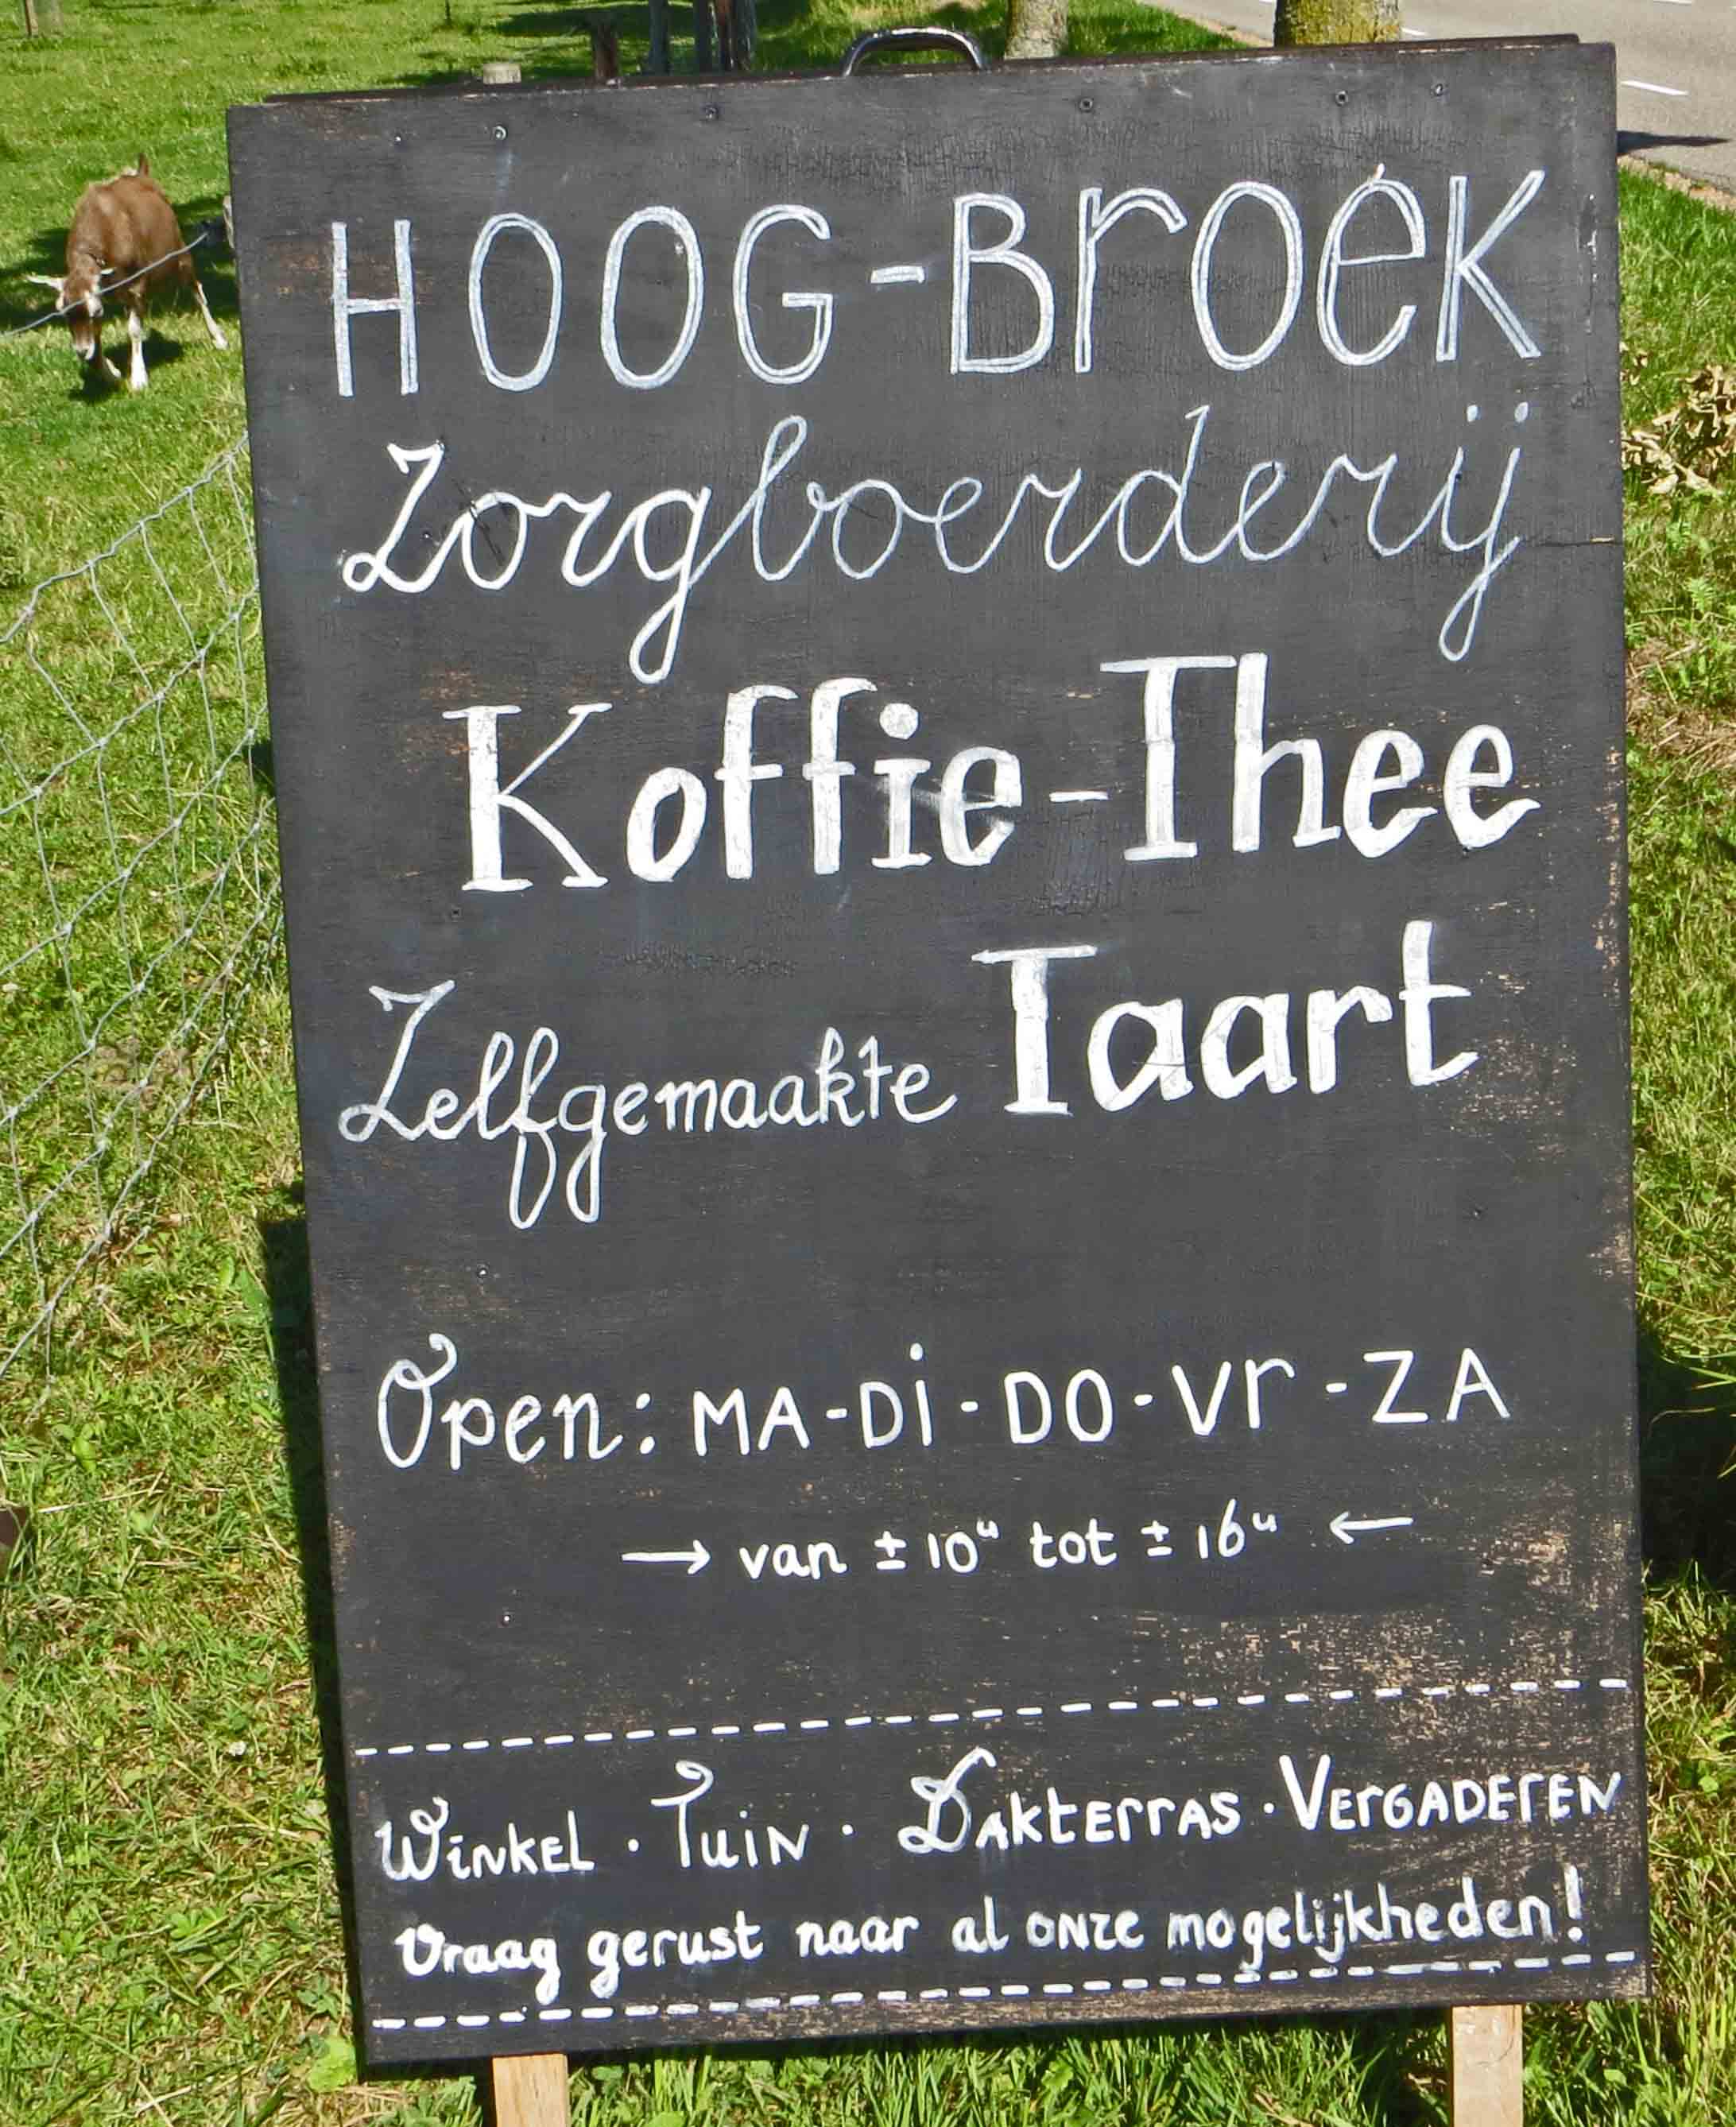 HOOG-BroeK
Zorgboerderij
Koffie-Thee
Zelfgemaakte Taart
Open: MA-Di-DO-Vr-ZA
→ van ± 10ᵘ tot ± 16ᵘ ←
WiNKEL · TuiN · DAKtErrAS · VErGADErEN
Vraag gerust naar al onze mogelijkheden!